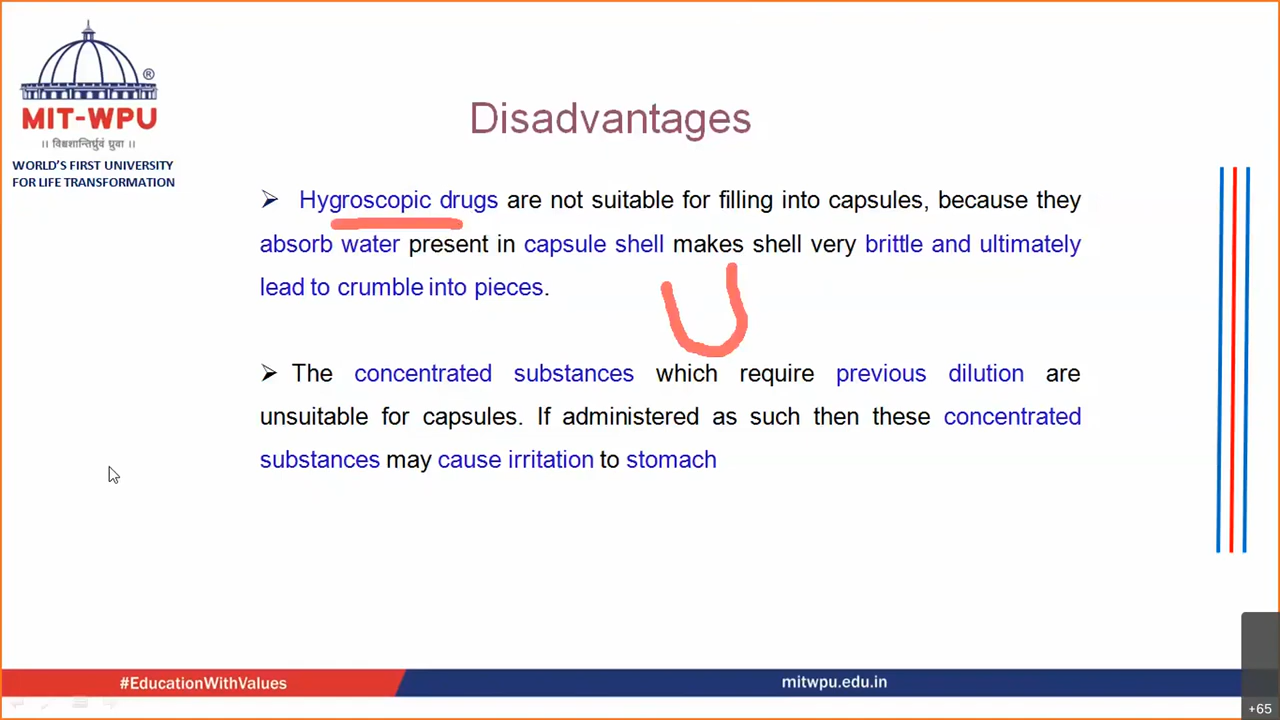 ®
MIT-WPU
।। विश्वशान्तिर्ध्रुवं ध्रुवा ।।
WORLD'S FIRST UNIVERSITY
FOR LIFE TRANSFORMATION
Disadvantages
➢ Hygroscopic drugs are not suitable for filling into capsules, because they
absorb water present in capsule shell makes shell very brittle and ultimately
lead to crumble into pieces.
➢ The concentrated substances which require previous dilution are
unsuitable for capsules. If administered as such then these concentrated
substances may cause irritation to stomach
#EducationWithValues
mitwpu.edu.in
+65